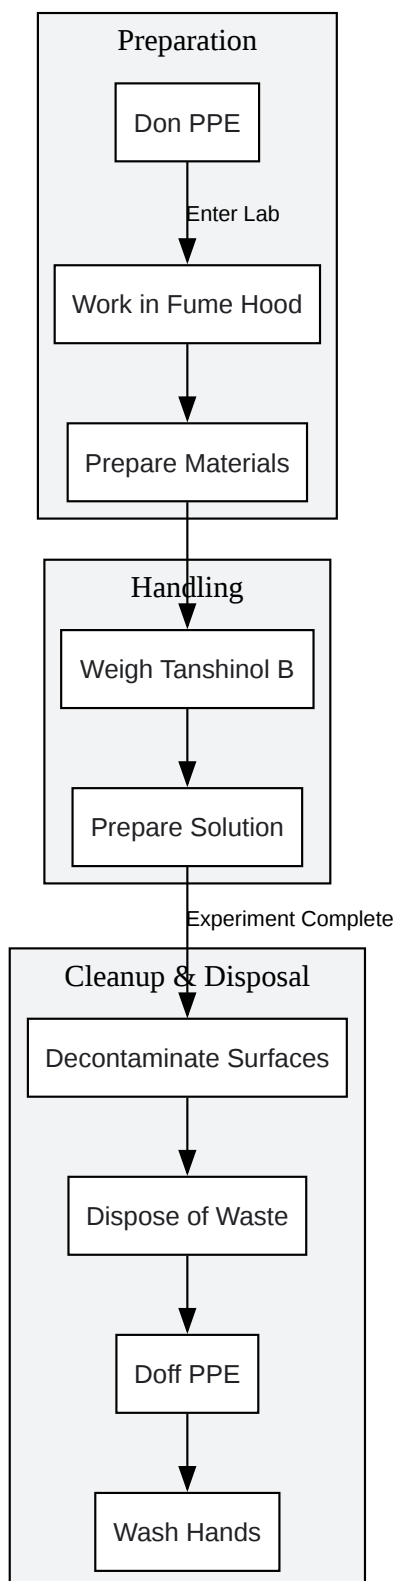 Preparation
Don PPE
Enter Lab
Work in Fume Hood
Prepare Materials
Handling
Weigh Tanshinol B
Prepare Solution
Experiment Complete
Cleanup & Disposal
Decontaminate Surfaces
Dispose of Waste
Doff PPE
Wash Hands